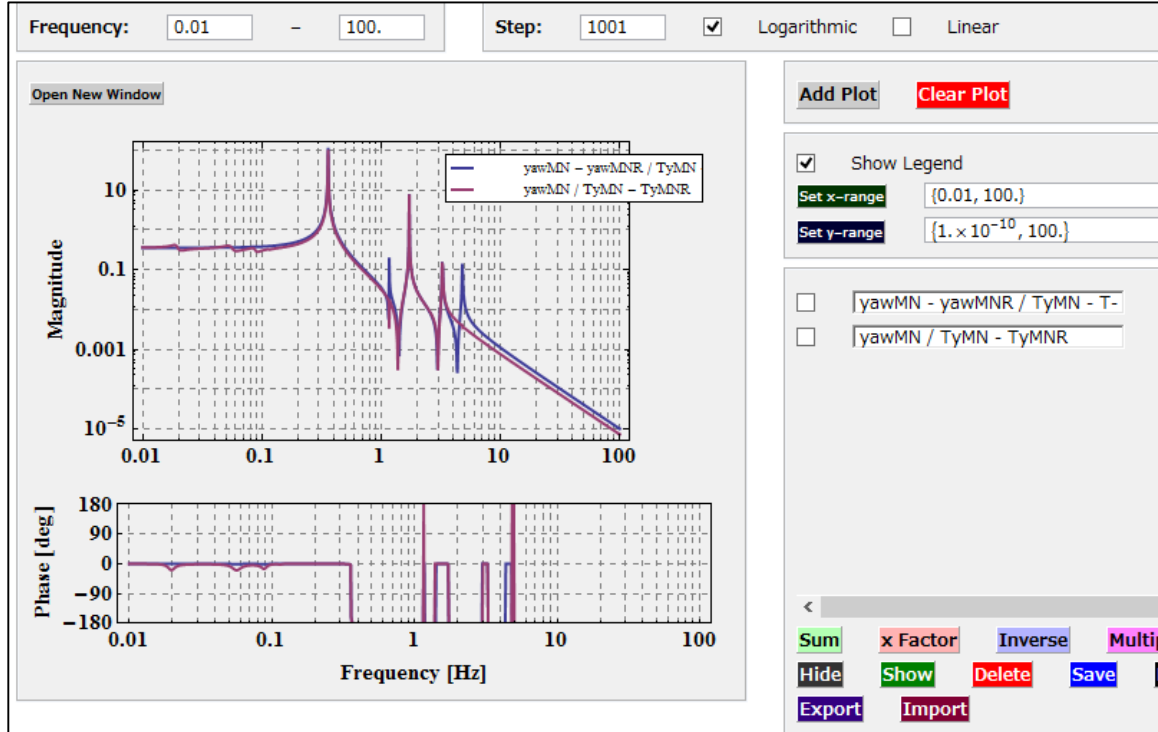 Frequency: 0.01 – 100. Step: 1001 Logarithmic Linear
Open New Window
Add Plot Clear Plot
yawMN – yawMNR / TyMN
yawMN / TyMN – TyMNR
Show Legend
Set x–range {0.01, 100.}
Set y–range {1. × 10⁻¹⁰, 100.}
Magnitude
10
0.1
0.001
10⁻⁵
0.01 0.1 1 10 100
yawMN - yawMNR / TyMN - T-
yawMN / TyMN - TyMNR
Phase [deg]
180
90
0
−90
−180
0.01 0.1 1 10 100
Frequency [Hz]
<
Sum x Factor Inverse
Hide Show Delete Save
Export Import